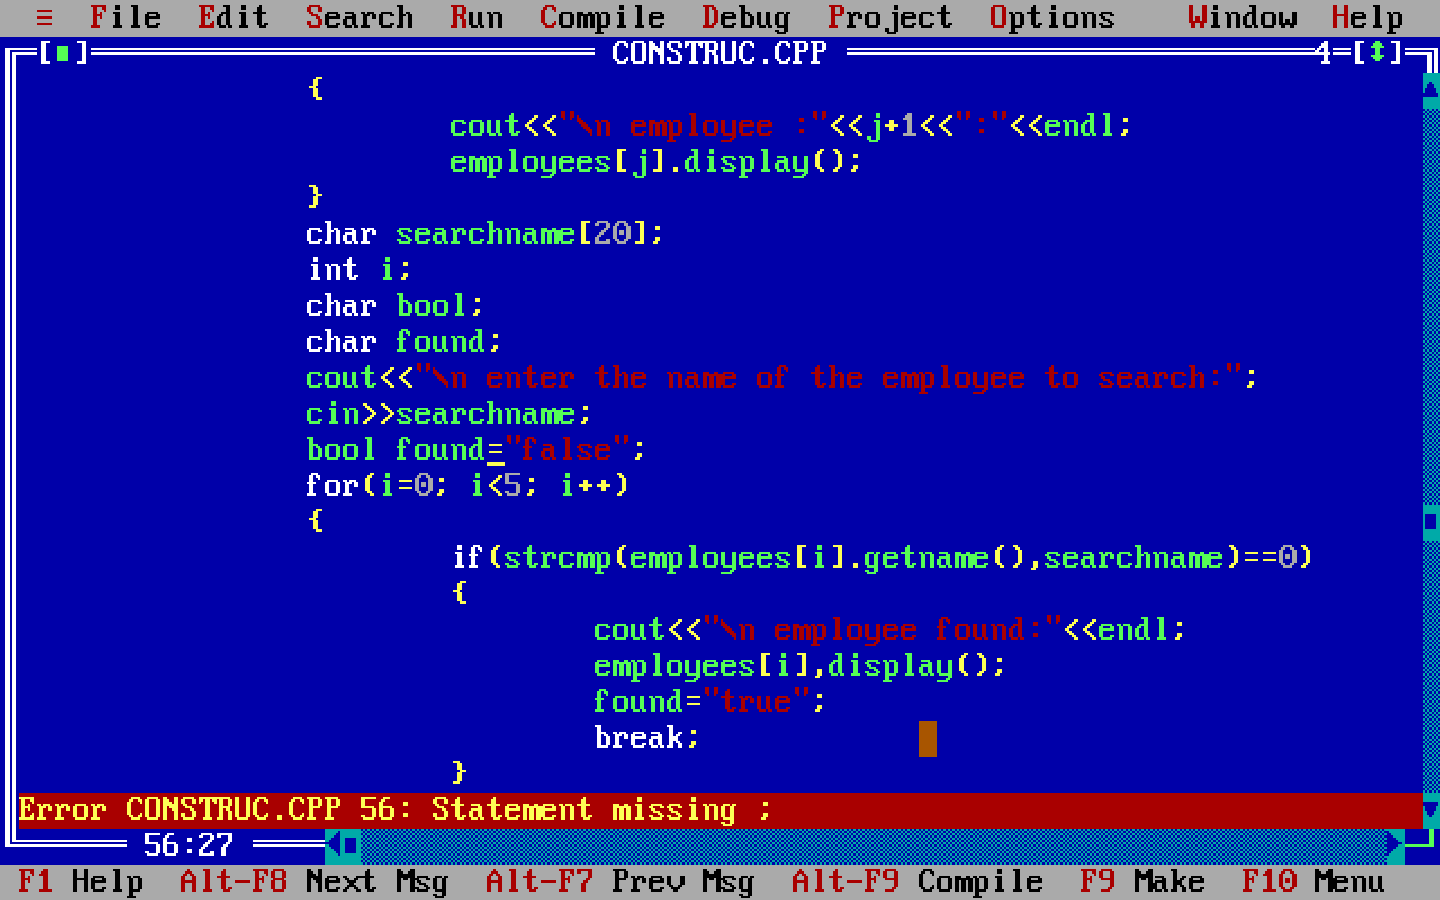 ≡ File Edit Search Run Compile Debug Project Options Window Help
[■] CONSTRUC.CPP 4=[↕]
{
cout<<"\n employee :"<<j+1<<":"<<endl;
employees[j].display();
}
char searchname[20];
int i;
char bool;
char found;
cout<<"\n enter the name of the employee to search:";
cin>>searchname;
bool found="false";
for(i=0; i<5; i++)
{
if(strcmp(employees[i].getname(),searchname)==0)
{
cout<<"\n employee found:"<<endl;
employees[i],display();
found="true";
break;
}
Error CONSTRUC.CPP 56: Statement missing ;
56:27
F1 Help Alt-F8 Next Msg Alt-F7 Prev Msg Alt-F9 Compile F9 Make F10 Menu